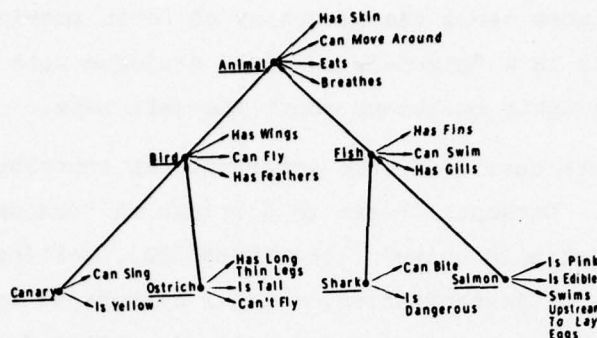 Has Skin
Can Move Around
Animal
Eats
Breathes
Has Wings
Bird
Can Fly
Has Feathers
Has Fins
Fish
Can Swim
Has Gills
Can Sing
Canary
Is Yellow
Has Long
Thin Legs
Ostrich
Is Tall
Can't Fly
Can Bite
Shark
Is
Dangerous
Is Pink
Salmon
Is Edible
Swims
Upstream
To Lay
Eggs